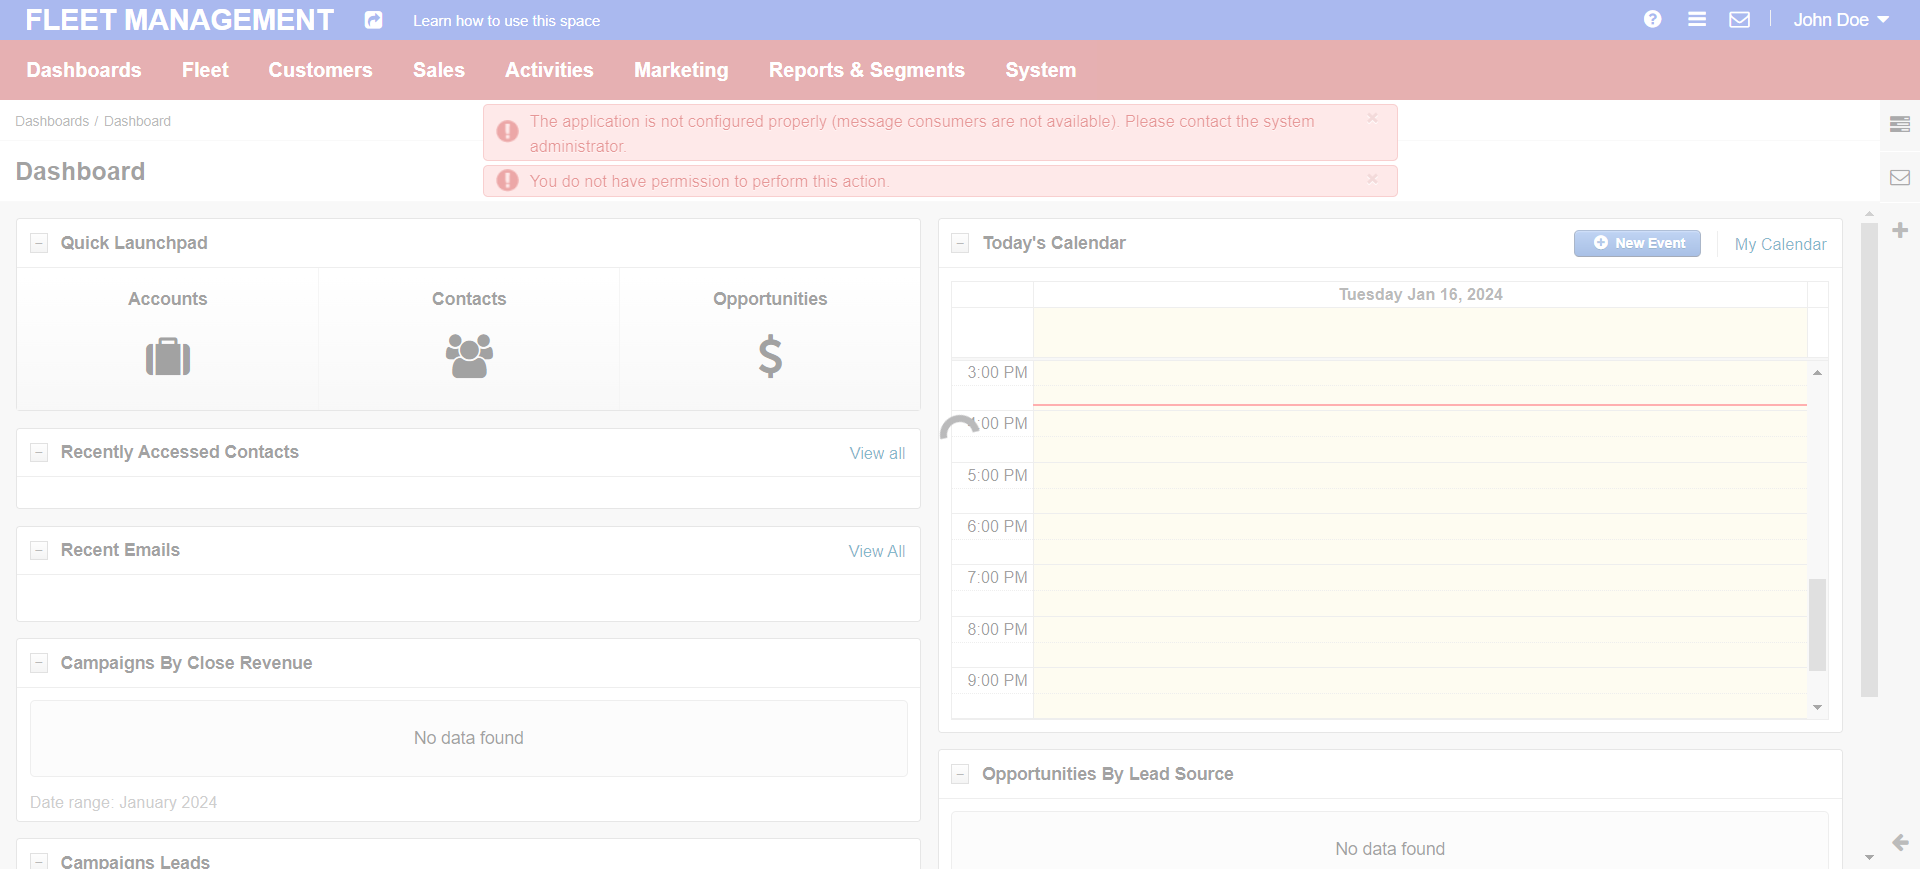 FLEET MANAGEMENT
Learn how to use this space
John Doe
Dashboards Fleet Customers Sales Activities Marketing Reports & Segments System
Dashboards / Dashboard
The application is not configured properly (message consumers are not available). Please contact the system
administrator.
×
You do not have permission to perform this action.
×
Dashboard
Quick Launchpad
Accounts Contacts Opportunities
Recently Accessed Contacts View all
Recent Emails View All
Campaigns By Close Revenue
No data found
Date range: January 2024
Campaigns Leads
Today's Calendar New Event My Calendar
Tuesday Jan 16, 2024
3:00 PM
4:00 PM
5:00 PM
6:00 PM
7:00 PM
8:00 PM
9:00 PM
Opportunities By Lead Source
No data found